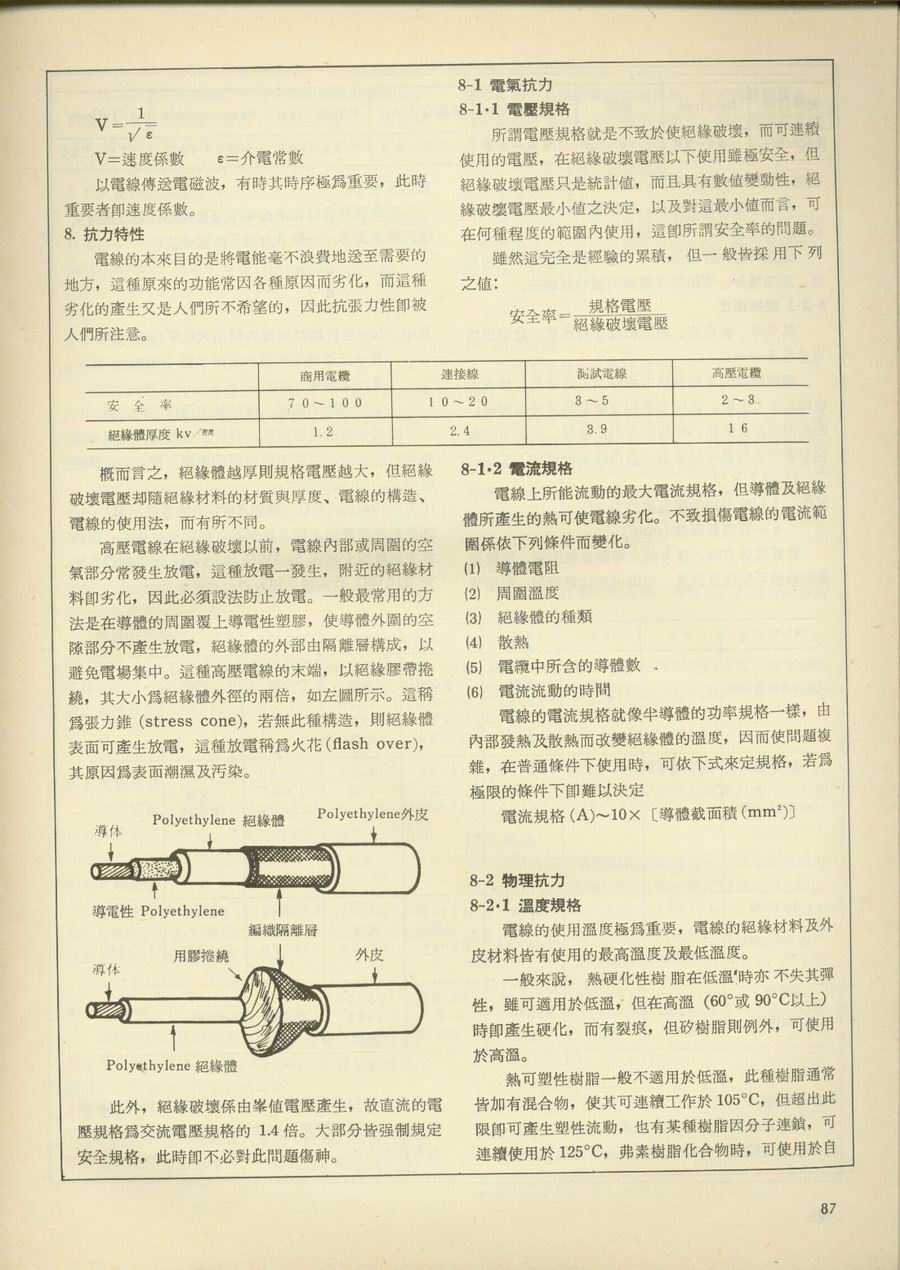 V = 1/√ε
V＝速度係數　ε＝介電常數
以電線傳送電磁波，有時其時序極爲重要，此時
重要者卽速度係數。
8. 抗力特性
電線的本來目的是將電能毫不浪費地送至需要的
地方，這種原來的功能常因各種原因而劣化，而這種
劣化的產生又是人們所不希望的，因此抗張力性卽被
人們所注意。
8-1 電氣抗力
8-1·1 電壓規格
所謂電壓規格就是不致於使絕緣破壞，而可連續
使用的電壓，在絕緣破壞電壓以下使用雖極安全，但
絕緣破壞電壓只是統計值，而且具有數値變動性，絕
緣破壞電壓最小値之決定，以及對這最小値而言，可
在何種程度的範圍內使用，這卽所謂安全率的問題。
雖然這完全是經驗的累積，但一般皆採用下列
之値：
安全率＝規格電壓/絕緣破壞電壓
商用電纜　連接線　測試電線　高壓電纜
安全率　70～100　10～20　3～5　2～3
絕緣體厚度 kv/㎜　1.2　2.4　3.9　16
槪而言之，絕緣體越厚則規格電壓越大，但絕緣
破壞電壓却隨絕緣材料的材質與厚度、電線的構造、
電線的使用法，而有所不同。
高壓電線在絕緣破壞以前，電線內部或周圍的空
氣部分常發生放電，這種放電一發生，附近的絕緣材
料卽劣化，因此必須設法防止放電。一般最常用的方
法是在導體的周圍覆上導電性塑膠，使導體外圍的空
隙部分不產生放電，絕緣體的外部由隔離層構成，以
避免電場集中。這種高壓電線的末端，以絕緣膠帶捲
繞，其大小爲絕緣體外徑的兩倍，如左圖所示。這稱
爲張力錐 (stress cone)，若無此種構造，則絕緣體
表面可產生放電，這種放電稱爲火花 (flash over)，
其原因爲表面潮濕及汚染。
導体
Polyethylene 絕緣體
Polyethylene外皮
導電性 Polyethylene
編織隔離層
導体
用膠捲繞
外皮
Polyethylene 絕緣體
此外，絕緣破壞係由峯値電壓產生，故直流的電
壓規格爲交流電壓規格的 1.4 倍。大部分皆强制規定
安全規格，此時卽不必對此問題傷神。
8-1·2 電流規格
電線上所能流動的最大電流規格，但導體及絕緣
體所產生的熱可使電線劣化。不致損傷電線的電流範
圍係依下列條件而變化。
(1) 導體電阻
(2) 周圍溫度
(3) 絕緣體的種類
(4) 散熱
(5) 電纜中所含的導體數
(6) 電流流動的時間
電線的電流規格就像半導體的功率規格一樣，由
內部發熱及散熱而改變絕緣體的溫度，因而使問題複
雜，在普通條件下使用時，可依下式來定規格，若爲
極限的條件下卽難以決定
電流規格 (A)～10×〔導體截面積 (mm²)〕
8-2 物理抗力
8-2·1 溫度規格
電線的使用溫度極爲重要，電線的絕緣材料及外
皮材料皆有使用的最高溫度及最低溫度。
一般來說，熱硬化性樹脂在低溫時亦不失其彈
性，雖可適用於低溫，但在高溫 (60°或 90°C以上)
時卽產生硬化，而有裂痕，但矽樹脂則例外，可使用
於高溫。
熱可塑性樹脂一般不適用於低溫，此種樹脂通常
皆加有混合物，使其可連續工作於 105°C，但超出此
限卽可產生塑性流動，也有某種樹脂因分子連鎖，可
連續使用於 125°C，弗素樹脂化合物時，可使用於自
87